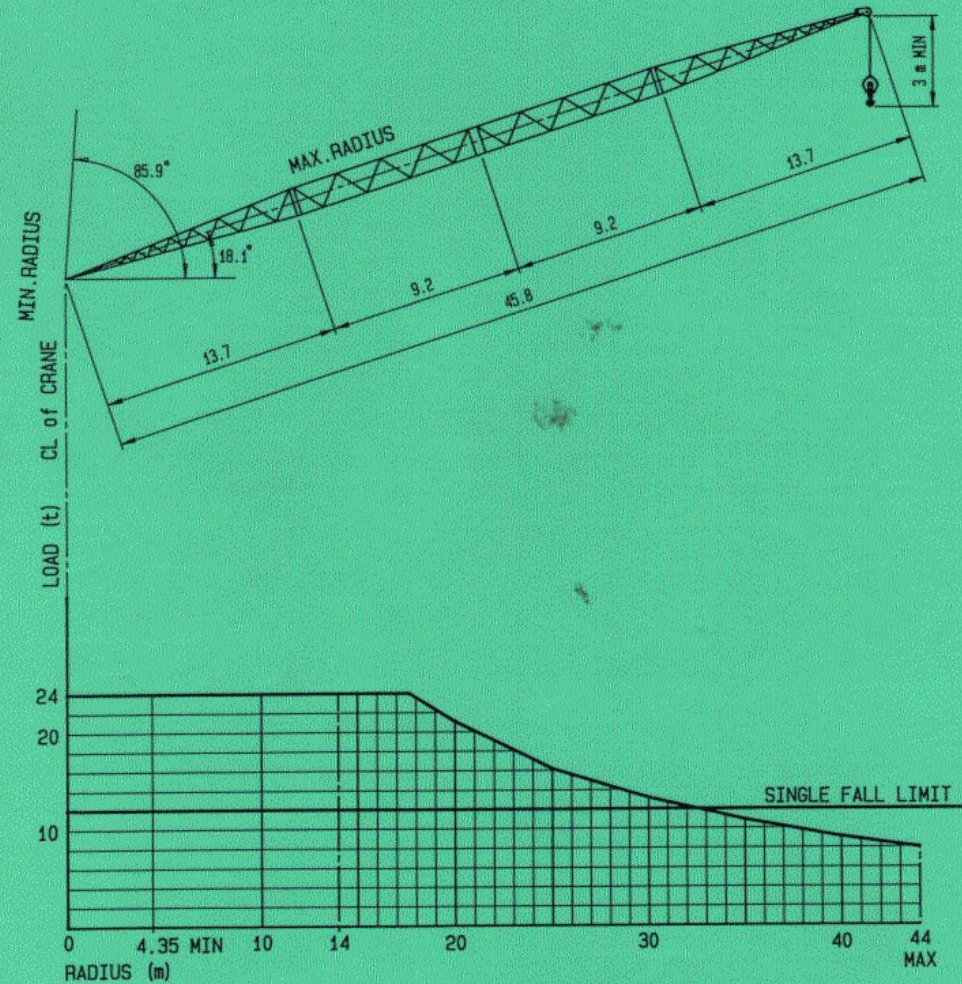 3 m MIN
MAX.RADIUS
85.9°
18.1°
13.7
9.2
9.2
45.8
13.7
MIN.RADIUS
CL of CRANE
LOAD (t)
24
20
10
SINGLE FALL LIMIT
0 4.35 MIN 10 14 20 30 40 44
MAX
RADIUS (m)